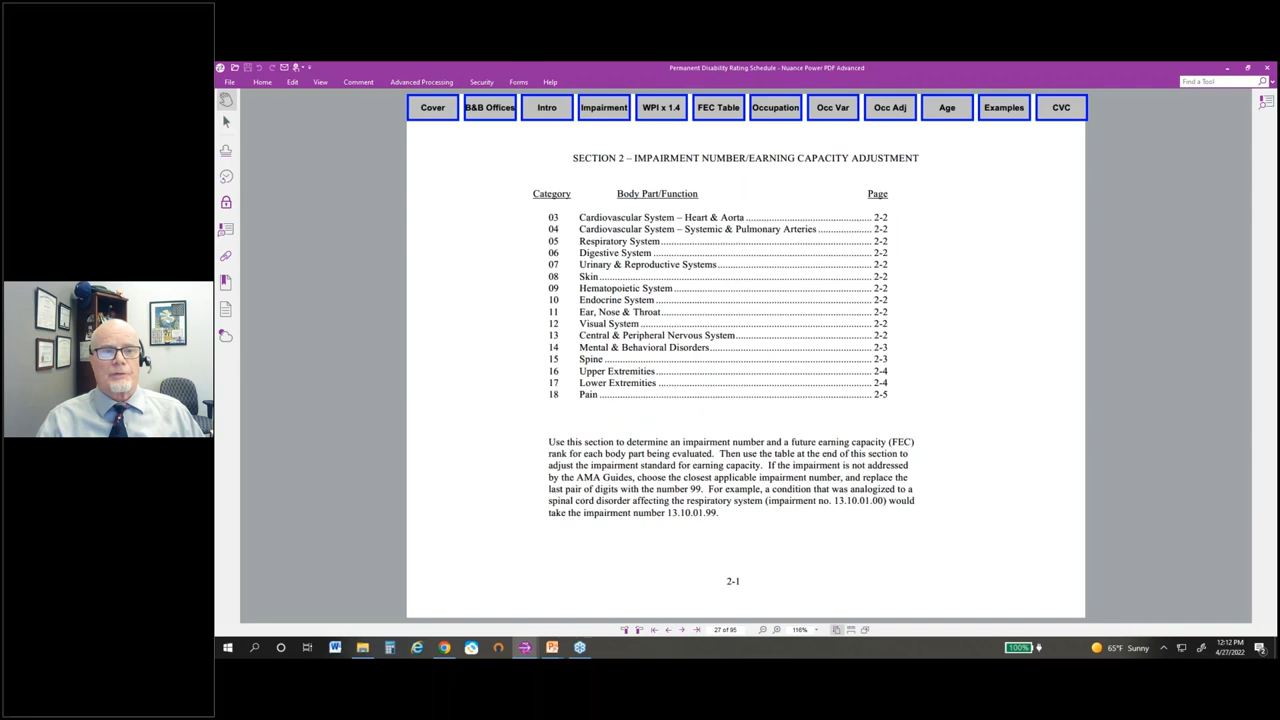 Permanent Disability Rating Schedule - Nuance Power PDF Advanced
File Home Edit View Comment Advanced Processing Security Forms Help
Find a Tool
Cover B&B Offices Intro Impairment WPI x 1.4 FEC Table Occupation Occ Var Occ Adj Age Examples CVC
SECTION 2 – IMPAIRMENT NUMBER/EARNING CAPACITY ADJUSTMENT
Category Body Part/Function Page
03 Cardiovascular System – Heart & Aorta ............................................ 2-2
04 Cardiovascular System – Systemic & Pulmonary Arteries .................. 2-2
05 Respiratory System.......................................................................... 2-2
06 Digestive System ............................................................................. 2-2
07 Urinary & Reproductive Systems..................................................... 2-2
08 Skin................................................................................................ 2-2
09 Hematopoietic System ..................................................................... 2-2
10 Endocrine System ............................................................................ 2-2
11 Ear, Nose & Throat.......................................................................... 2-2
12 Visual System ................................................................................. 2-2
13 Central & Peripheral Nervous System............................................... 2-2
14 Mental & Behavioral Disorders........................................................ 2-3
15 Spine .............................................................................................. 2-3
16 Upper Extremities............................................................................ 2-4
17 Lower Extremities ........................................................................... 2-4
18 Pain ................................................................................................ 2-5
Use this section to determine an impairment number and a future earning capacity (FEC)
rank for each body part being evaluated. Then use the table at the end of this section to
adjust the impairment standard for earning capacity. If the impairment is not addressed
by the AMA Guides, choose the closest applicable impairment number, and replace the
last pair of digits with the number 99. For example, a condition that was analogized to a
spinal cord disorder affecting the respiratory system (impairment no. 13.10.01.00) would
take the impairment number 13.10.01.99.
2-1
27 of 95
116%
100%
65°F Sunny
12:12 PM
4/27/2022